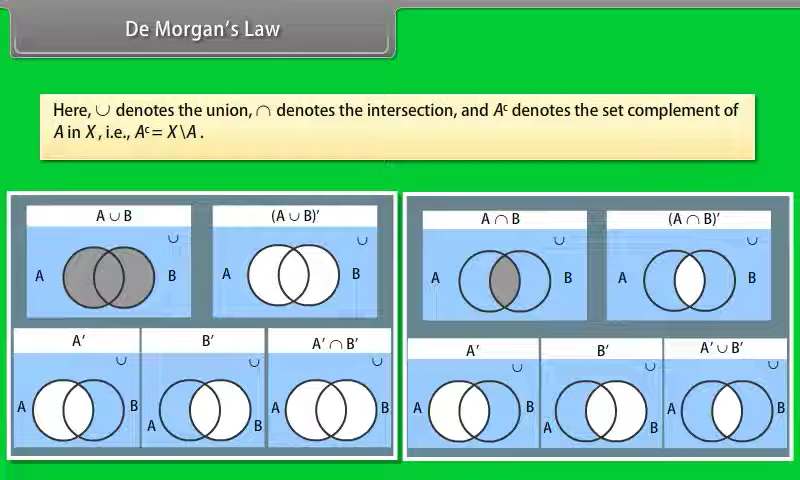 De Morgan's Law
Here, ∪ denotes the union, ∩ denotes the intersection, and Aᶜ denotes the set complement of
A in X, i.e., Aᶜ = X \ A.
A ∪ B
∪
A
B
(A ∪ B)′
∪
A
B
A′
∪
A
B
B′
∪
A
B
A′ ∩ B′
∪
A
B
A ∩ B
∪
A
B
(A ∩ B)′
∪
A
B
A′
∪
A
B
B′
∪
A
B
A′ ∪ B′
∪
A
B